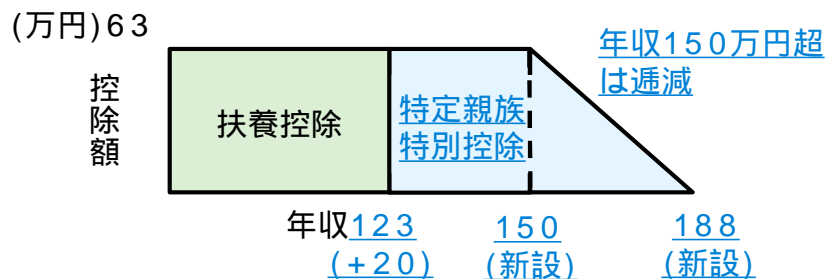 (万円)63
控除額
扶養控除
特定親族
特別控除
年収150万円超
は逓減
年収123
(+20)
150
(新設)
188
(新設)